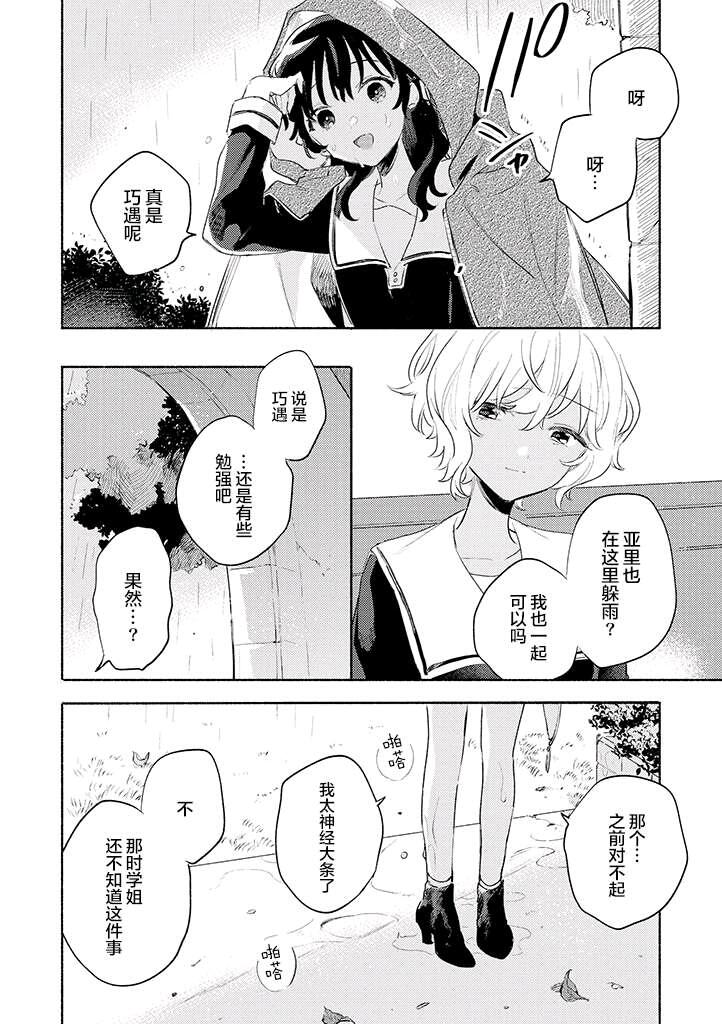 呀
呀…
真是
巧遇呢
亚里也
在这里躲雨？
我也一起
可以吗
说是
巧遇
…还是有些
勉强吧
果然…？
那个…
之前对不起
啪嗒
我太神经大条了
啪嗒
不
那时学姐
还不知道这件事